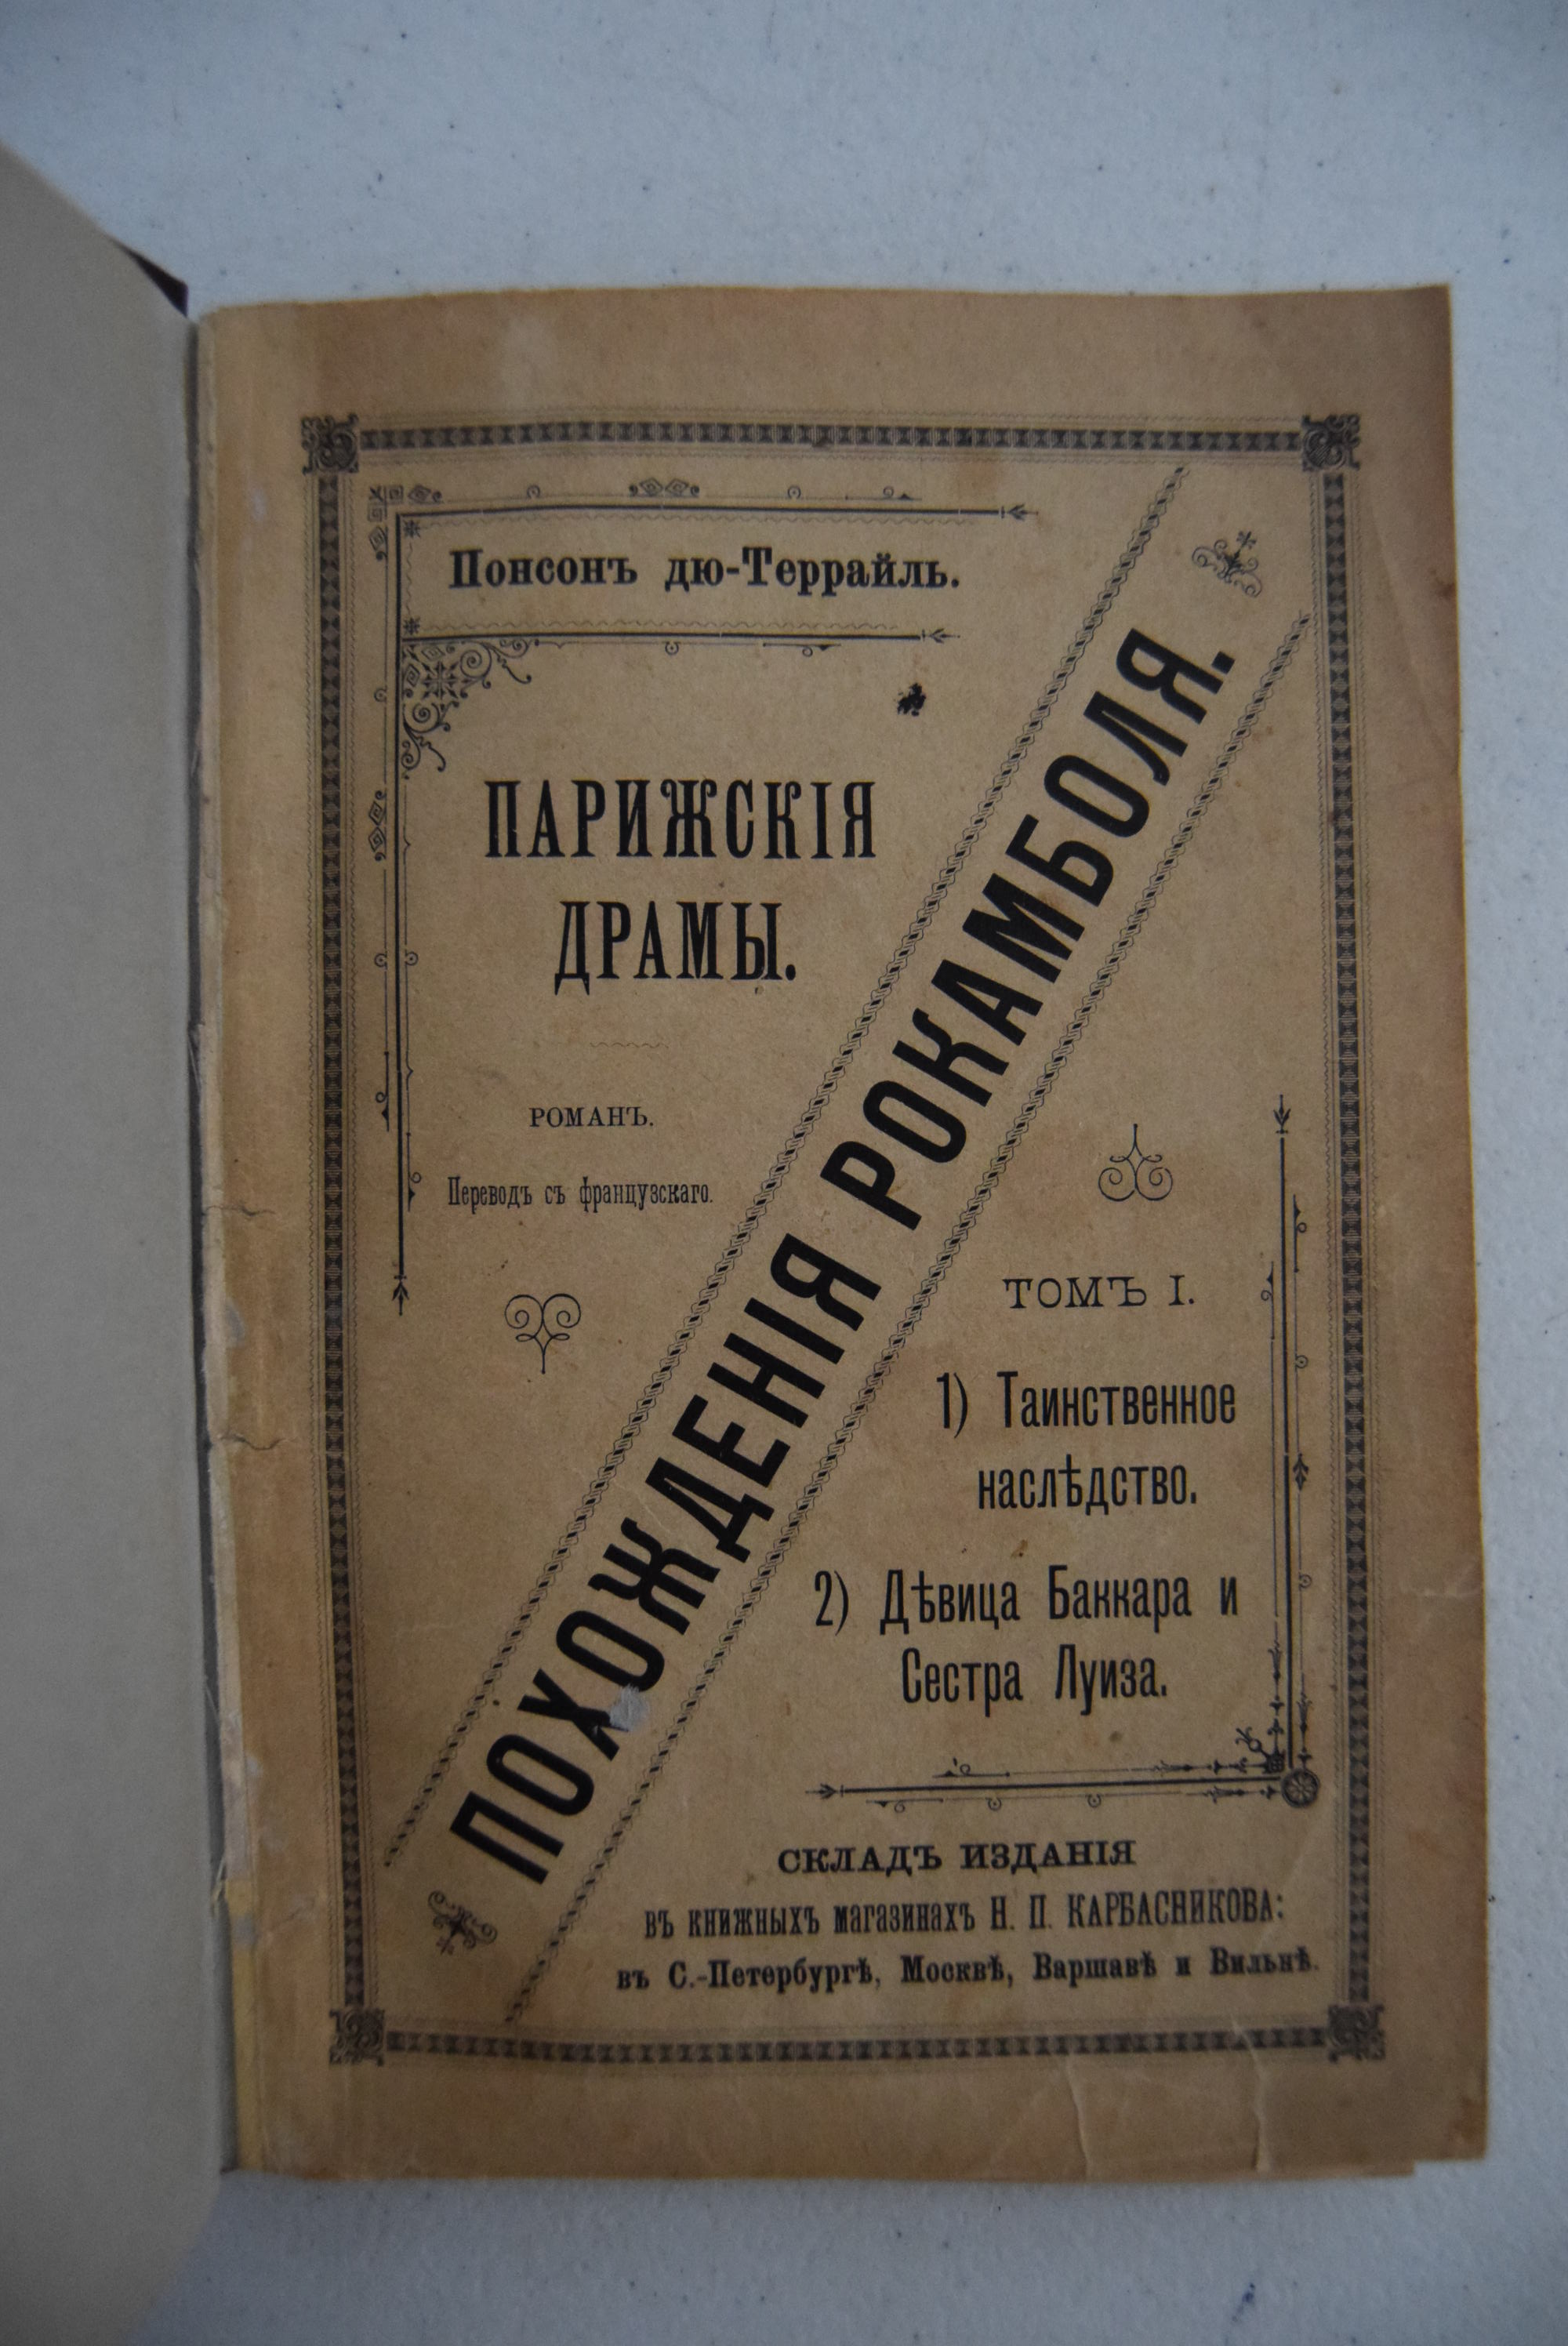 Понсонъ дю-Террайль.
ПАРИЖСКІЯ
ДРАМЫ.
РОМАНЪ.
Переводъ съ французскаго.
ПОХОЖДЕНІЯ РОКАМБОЛЯ.
ТОМЪ I.
1) Таинственное
наслѣдство.
2) Дѣвица Баккара и
Сестра Луиза.
СКЛАДЪ ИЗДАНІЯ
въ книжныхъ магазинахъ Н. П. КАРБАСНИКОВА:
въ С.-Петербургѣ, Москвѣ, Варшавѣ и Вильнѣ.